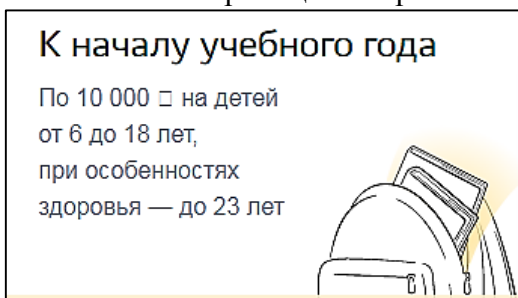 К началу учебного года
По 10 000 □ на детей
от 6 до 18 лет,
при особенностях
здоровья — до 23 лет